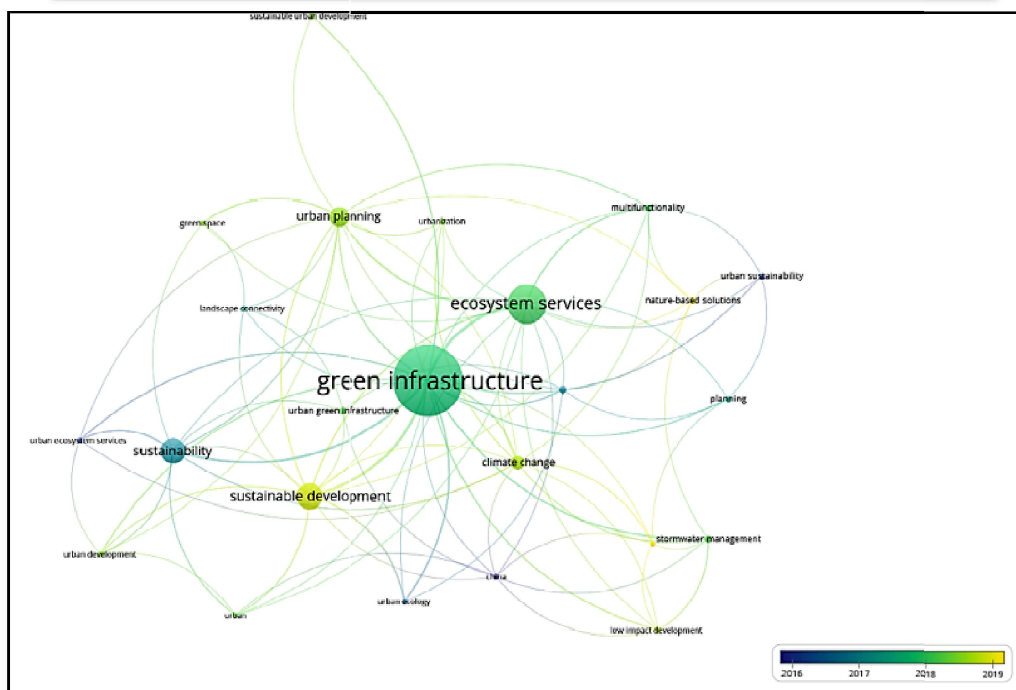 sustainable urban development
urban planning
green space
urbanization
multifunctionality
urban sustainability
nature-based solutions
ecosystem services
landscape connectivity
green infrastructure
urban green infrastructure
planning
urban ecosystem services
sustainability
climate change
sustainable development
stormwater management
urban development
china
urban ecology
urban
low impact development
2016 2017 2018 2019